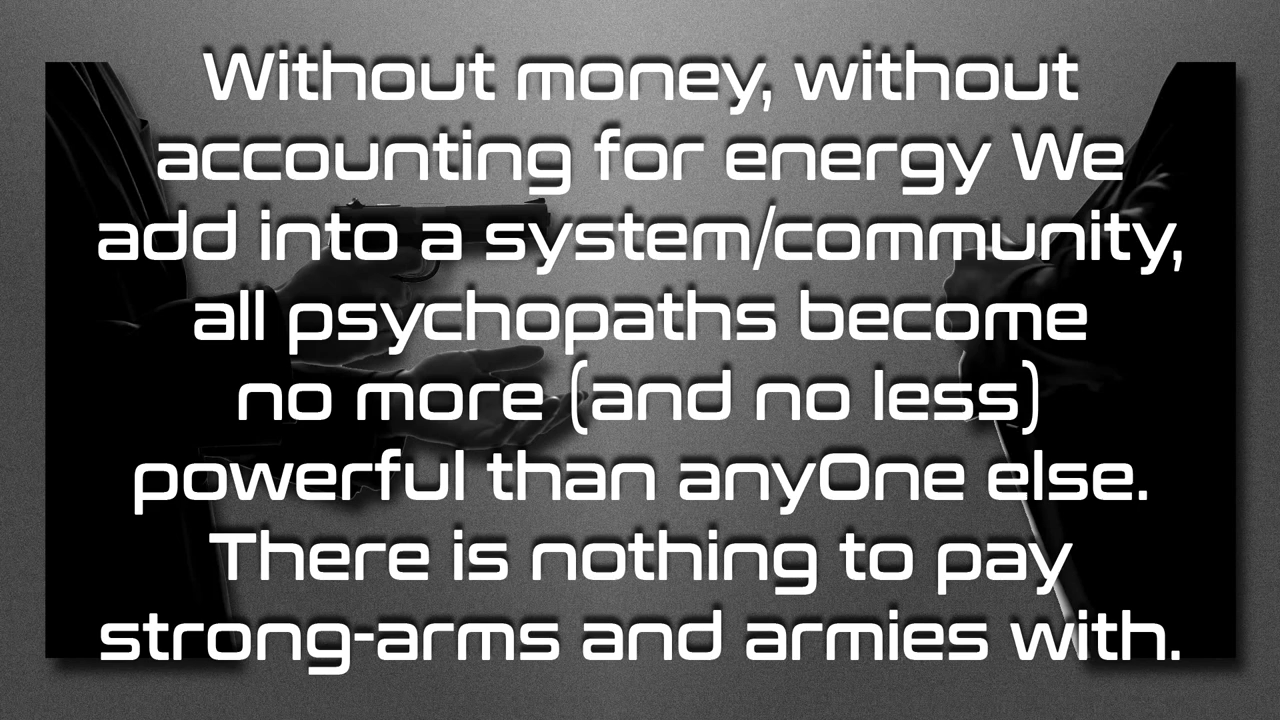 Without money, without
accounting for energy We
add into a system/community,
all psychopaths become
no more (and no less)
powerful than anyOne else.
There is nothing to pay
strong-arms and armies with.